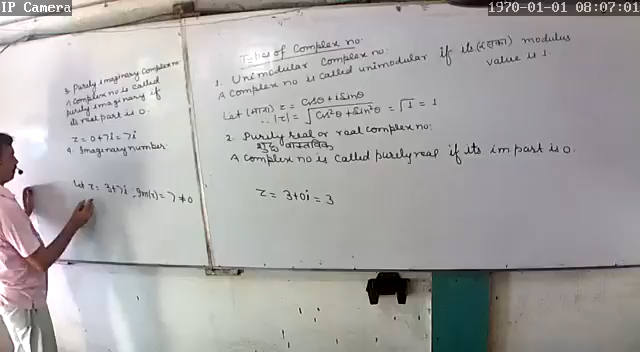 IP Camera
1970-01-01 08:07:01
Types of Complex no:
1. Unimodular Complex no:
A complex no is called unimodular if its modulus
value is 1.
Let z = cosθ + isinθ
∴ |z| = √cos²θ + sin²θ = √1 = 1
2. Purely real or real complex no:
शुद्ध वास्तविक
A complex no is called purely real if its im part is 0.
z = 3+0i = 3
3. Purely imaginary complex no:
A complex no is called
purely imaginary if
its real part is 0.
z = 0+7i = 7i
4. Imaginary number
Let z = 3+7i Im(z) = 7 ≠ 0